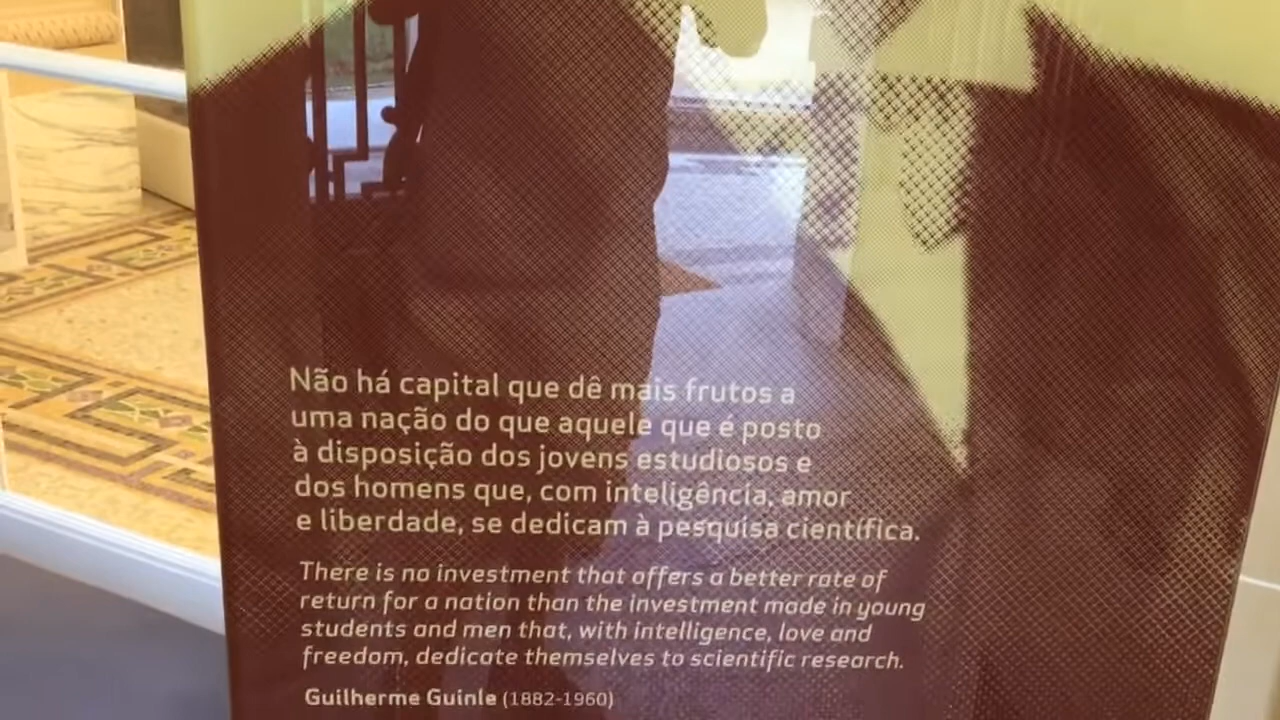 Não há capital que dê mais frutos a
uma nação do que aquele que é posto
à disposição dos jovens estudiosos e
dos homens que, com inteligência, amor
e liberdade, se dedicam à pesquisa científica.
There is no investment that offers a better rate of
return for a nation than the investment made in young
students and men that, with intelligence, love and
freedom, dedicate themselves to scientific research.
Guilherme Guinle (1882-1960)